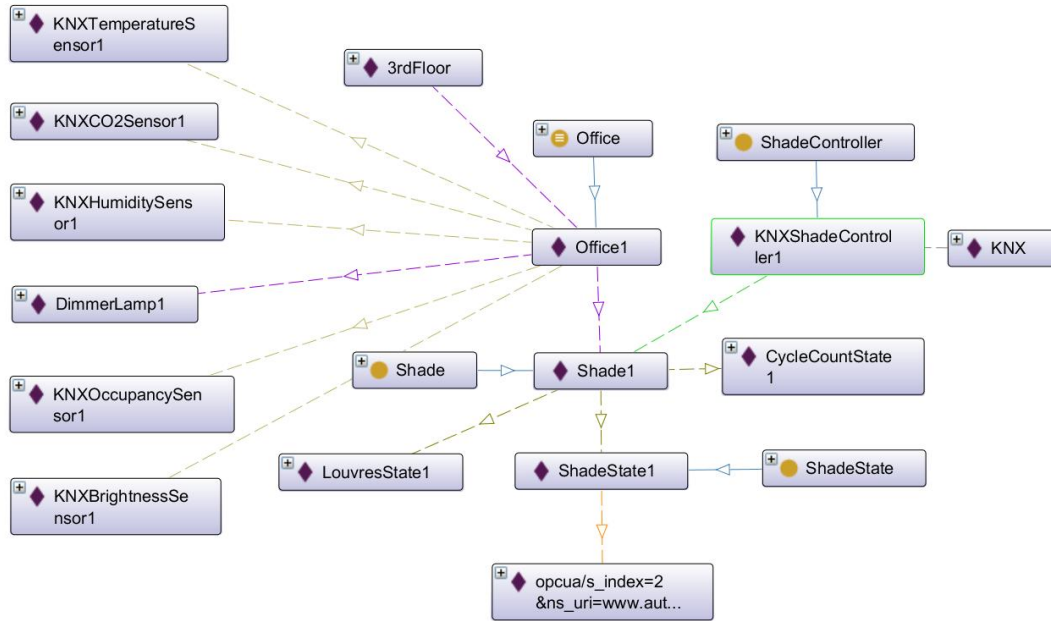 KNXTemperatureS
ensor1
3rdFloor
KNXCO2Sensor1
Office
ShadeController
KNXHumiditySens
or1
Office1
KNXShadeControl
ler1
KNX
DimmerLamp1
Shade
Shade1
CycleCountState
1
KNXOccupancySen
sor1
LouvresState1
ShadeState1
ShadeState
KNXBrightnessSe
nsor1
opcua/s_index=2
&ns_uri=www.aut...